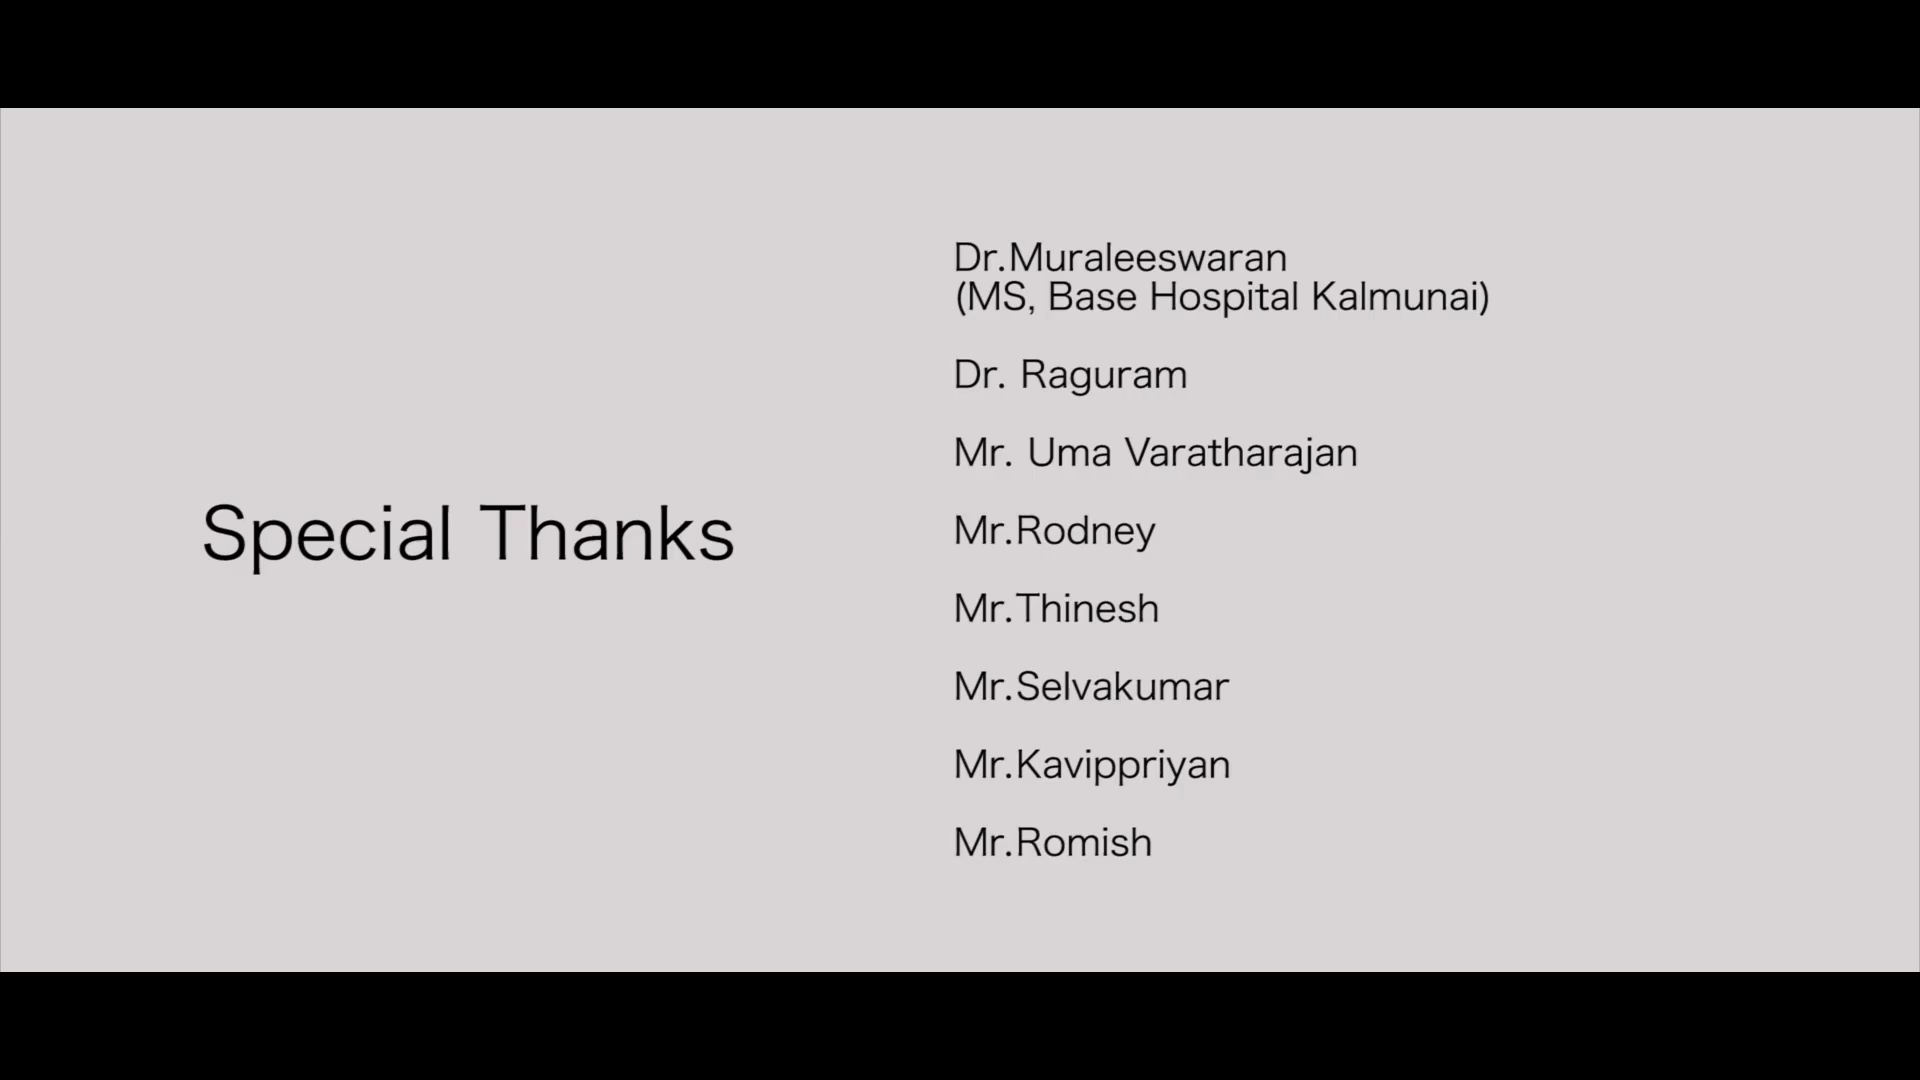 Special Thanks
Dr.Muraleeswaran
(MS, Base Hospital Kalmunai)
Dr. Raguram
Mr. Uma Varatharajan
Mr.Rodney
Mr.Thinesh
Mr.Selvakumar
Mr.Kavippriyan
Mr.Romish